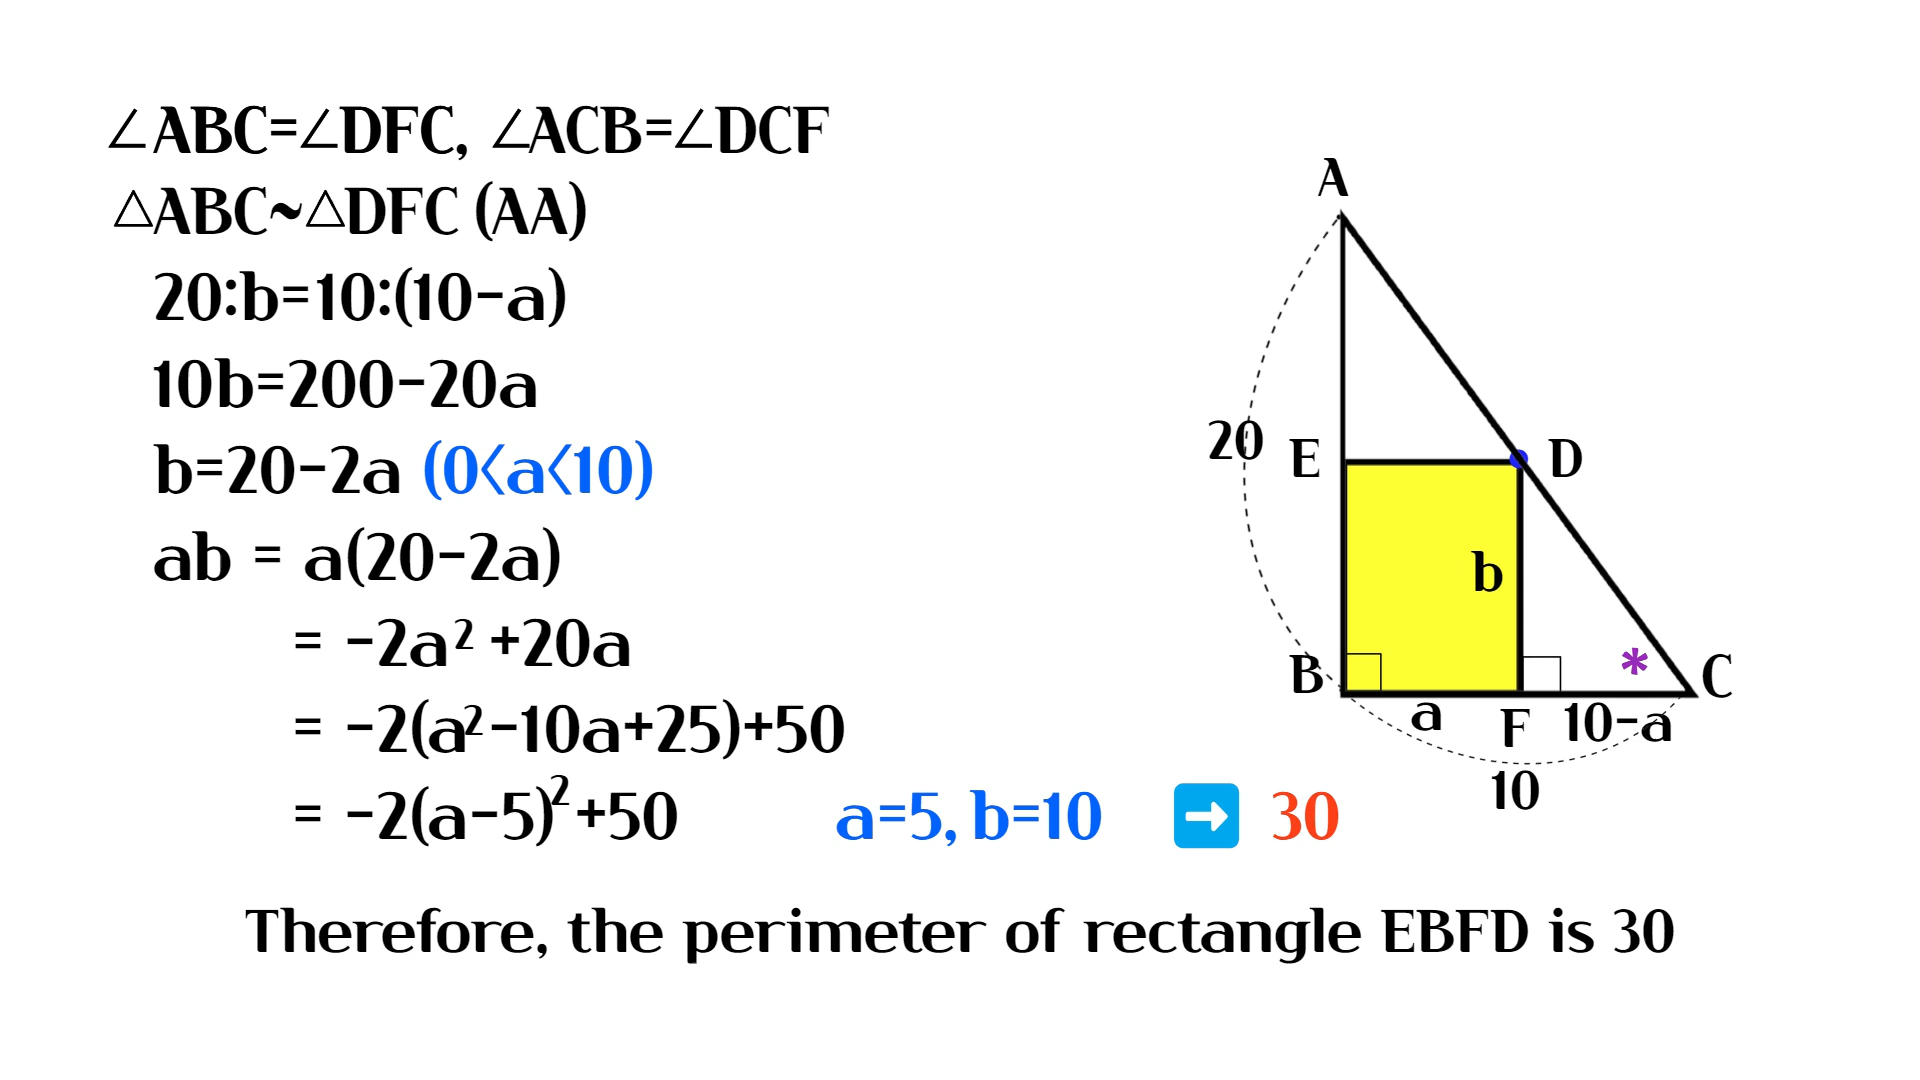 ∠ABC=∠DFC, ∠ACB=∠DCF
△ABC~△DFC (AA)
20:b=10:(10-a)
10b=200-20a
b=20-2a (0<a<10)
ab = a(20-2a)
= -2a² +20a
= -2(a²-10a+25)+50
= -2(a-5)²+50 a=5, b=10 ➡ 30
A
20
E
D
b
B
*
C
a
F
10-a
10
Therefore, the perimeter of rectangle EBFD is 30